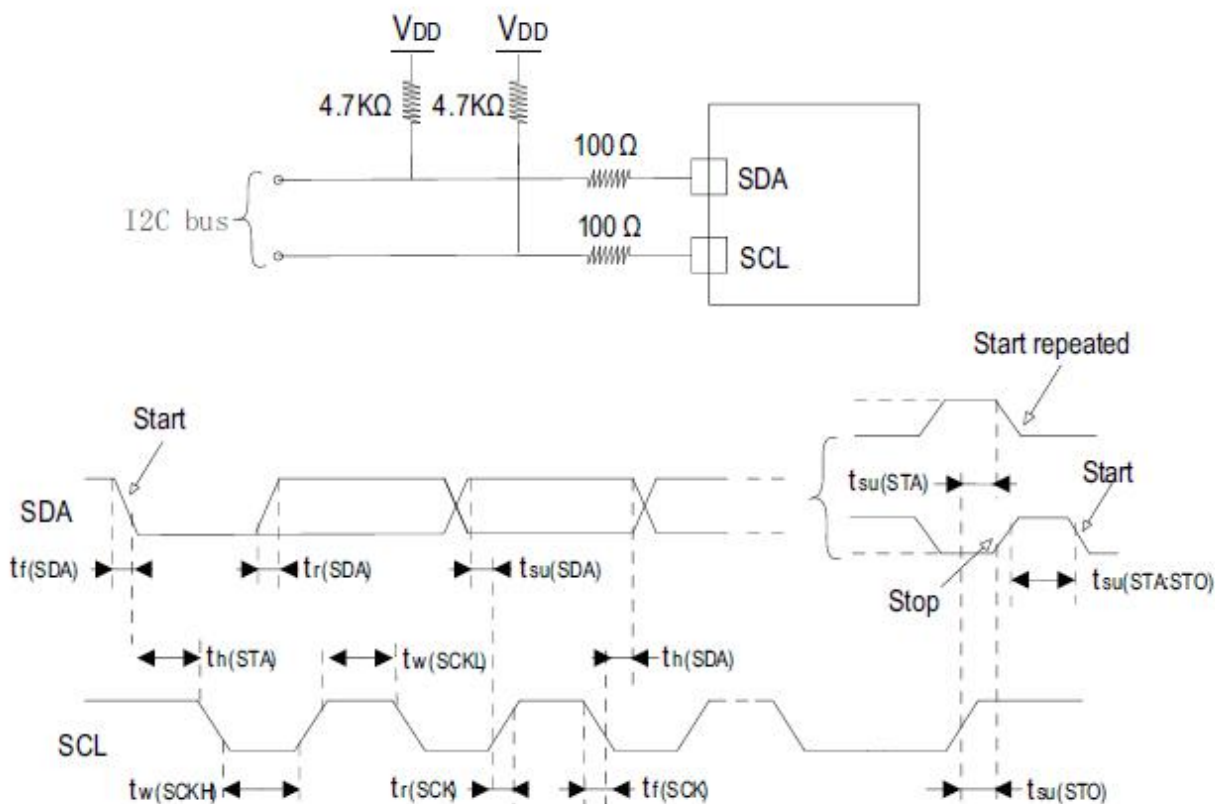 VDD VDD
4.7KΩ 4.7KΩ
100 Ω
SDA
I2C bus
100 Ω
SCL
Start repeated
Start
tsu(STA)
Start
SDA
tf(SDA) tr(SDA) tsu(SDA)
Stop
tsu(STA:STO)
th(STA) tw(SCKL) th(SDA)
SCL
tw(SCKH) tr(SCK) tf(SCK) tsu(STO)